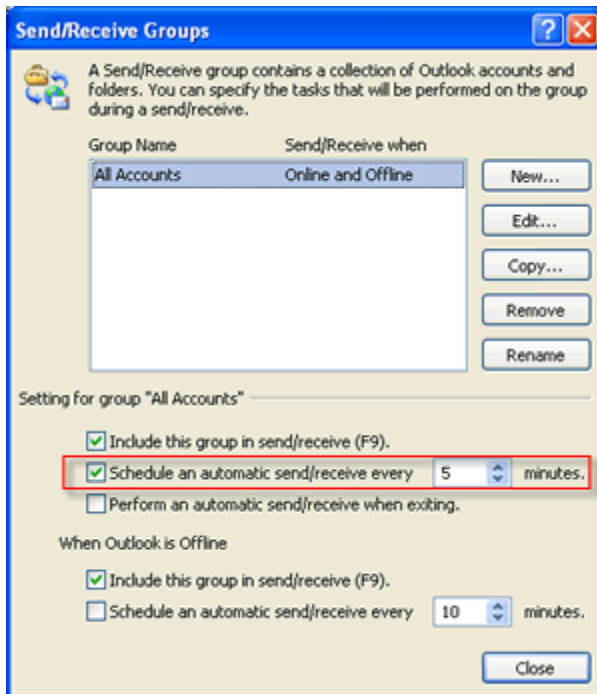 Send/Receive Groups
A Send/Receive group contains a collection of Outlook accounts and
folders. You can specify the tasks that will be performed on the group
during a send/receive.
Group Name Send/Receive when
All Accounts Online and Offline
New...
Edit...
Copy...
Remove
Rename
Setting for group "All Accounts"
Include this group in send/receive (F9).
Schedule an automatic send/receive every 5 minutes.
Perform an automatic send/receive when exiting.
When Outlook is Offline
Include this group in send/receive (F9).
Schedule an automatic send/receive every 10 minutes.
Close